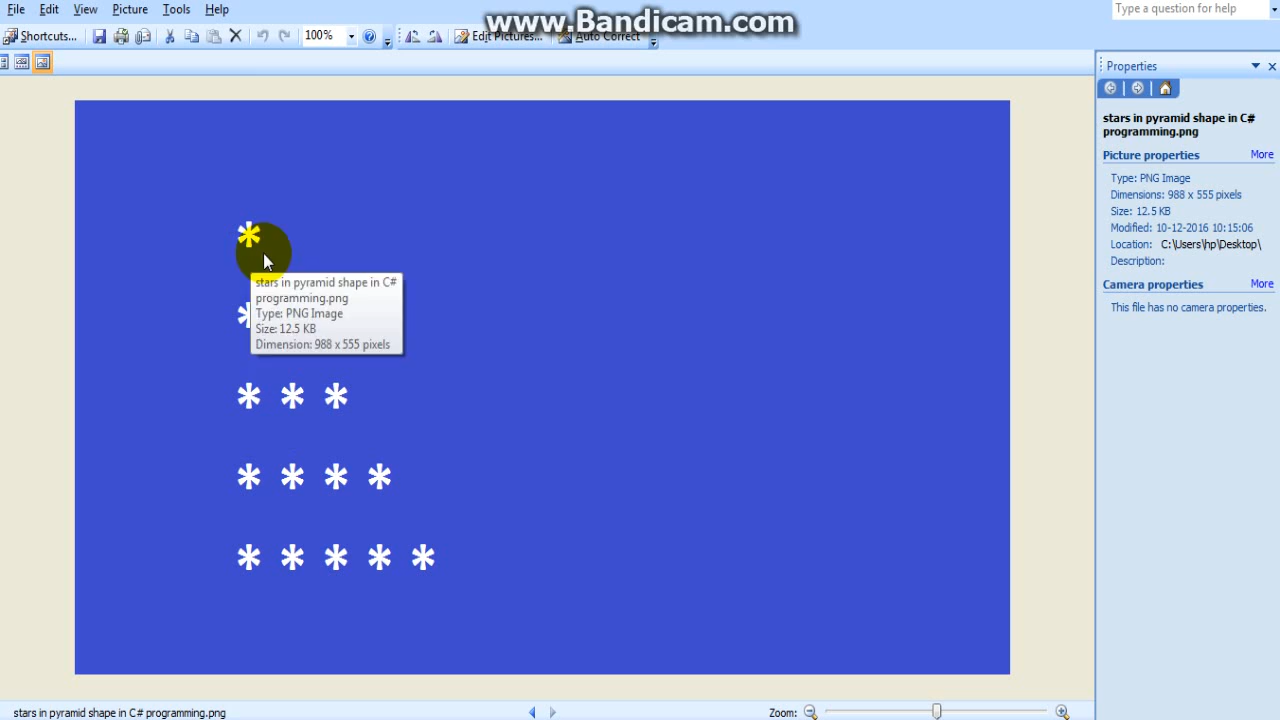 www.Bandicam.com
File Edit View Picture Tools Help
Type a question for help
Shortcuts... 100% Edit Pictures... Auto Correct
Properties
stars in pyramid shape in C#
programming.png
Picture properties More
Type: PNG Image
Dimensions: 988 x 555 pixels
Size: 12.5 KB
Modified: 10-12-2016 10:15:06
Location: C:\Users\hp\Desktop\
Description:
Camera properties More
This file has no camera properties.
*
stars in pyramid shape in C#
programming.png
Type: PNG Image
Size: 12.5 KB
Dimension: 988 x 555 pixels
*
* * *
* * * *
* * * * *
stars in pyramid shape in C# programming.png
Zoom: